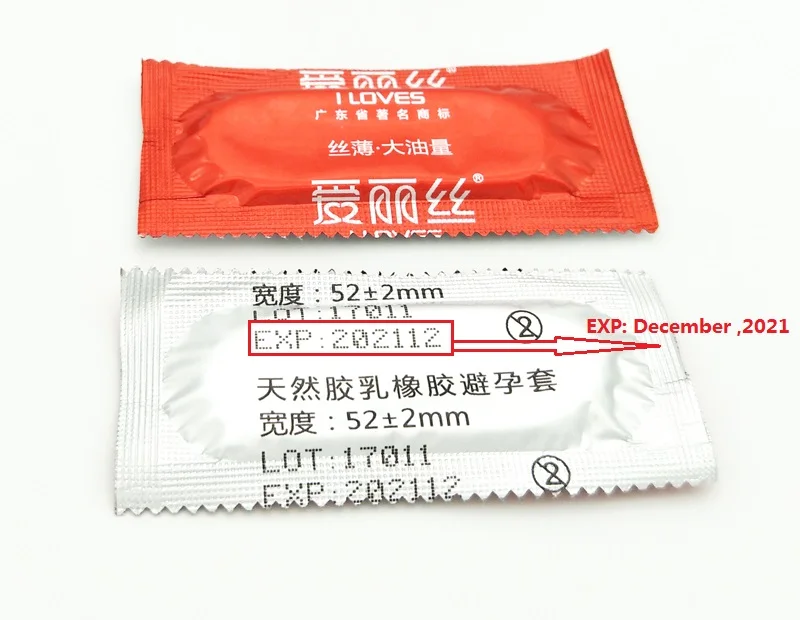 爱丽丝
I LOVES
广东省著名商标
丝薄·大油量
爱丽丝®
I LOVES
宽度：52±2mm
LOT:17011
EXP:202112
EXP: December ,2021
天然胶乳橡胶避孕套
宽度：52±2mm
LOT:17011
EXP:202112